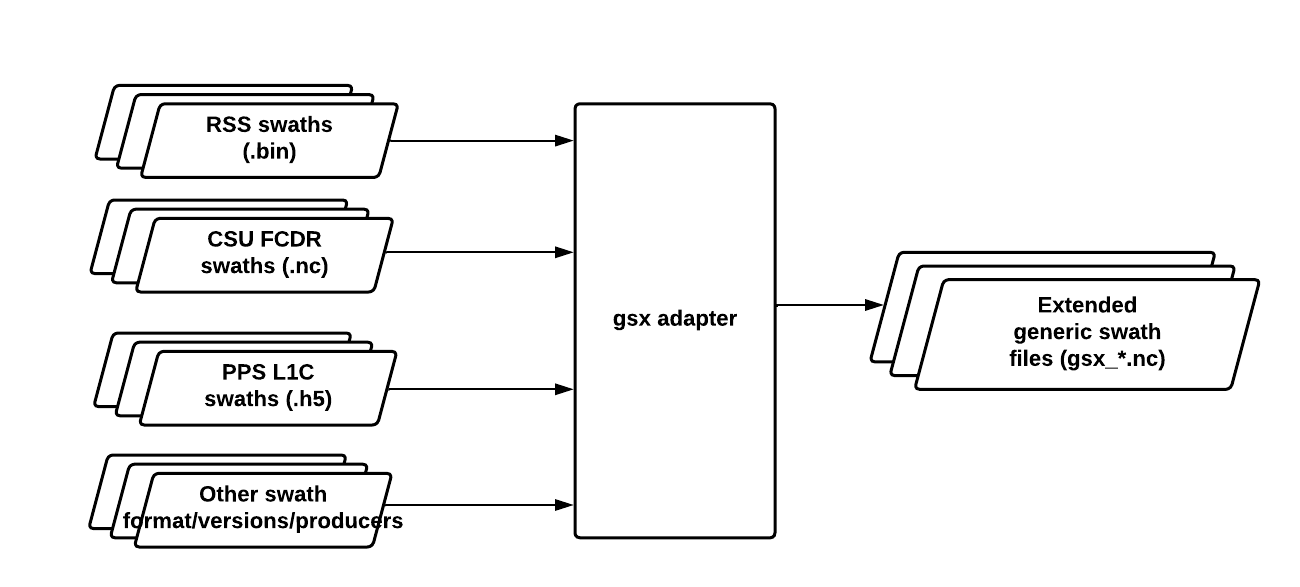 RSS swaths
(.bin)
CSU FCDR
swaths (.nc)
PPS L1C
swaths (.h5)
Other swath
format/versions/producers
gsx adapter
Extended
generic swath
files (gsx_*.nc)